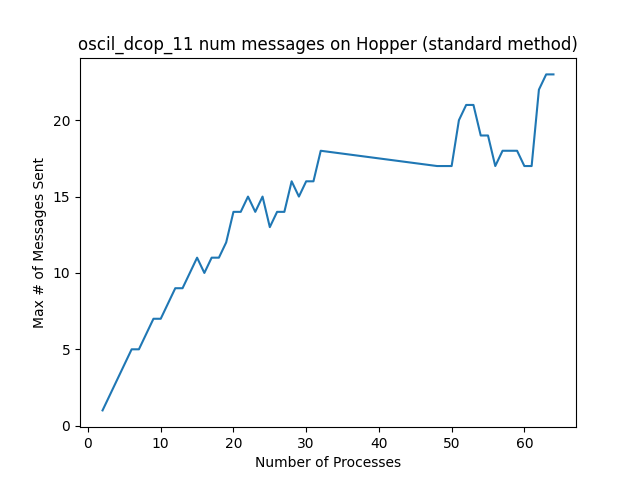 oscil_dcop_11 num messages on Hopper (standard method)
Max # of Messages Sent
20
15
10
5
0
0 10 20 30 40 50 60
Number of Processes